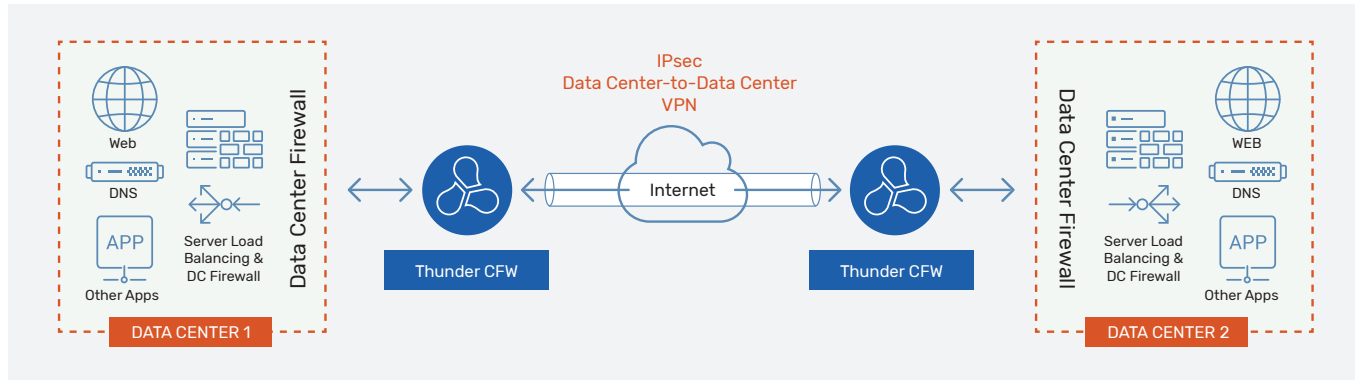 Web
DNS
APP
Other Apps
Server Load
Balancing &
DC Firewall
Data Center Firewall
DATA CENTER 1
Thunder CFW
IPsec
Data Center-to-Data Center
VPN
Internet
Thunder CFW
Data Center Firewall
Server Load
Balancing &
DC Firewall
WEB
DNS
APP
Other Apps
DATA CENTER 2